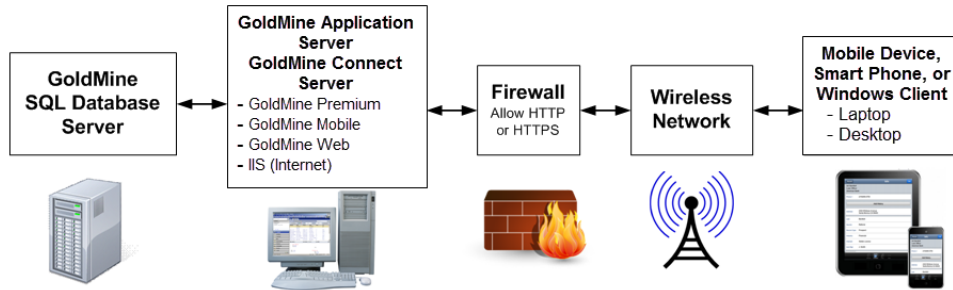 GoldMine
SQL Database
Server
GoldMine Application
Server
GoldMine Connect
Server
- GoldMine Premium
- GoldMine Mobile
- GoldMine Web
- IIS (Internet)
Firewall
Allow HTTP
or HTTPS
Wireless
Network
Mobile Device,
Smart Phone, or
Windows Client
- Laptop
- Desktop